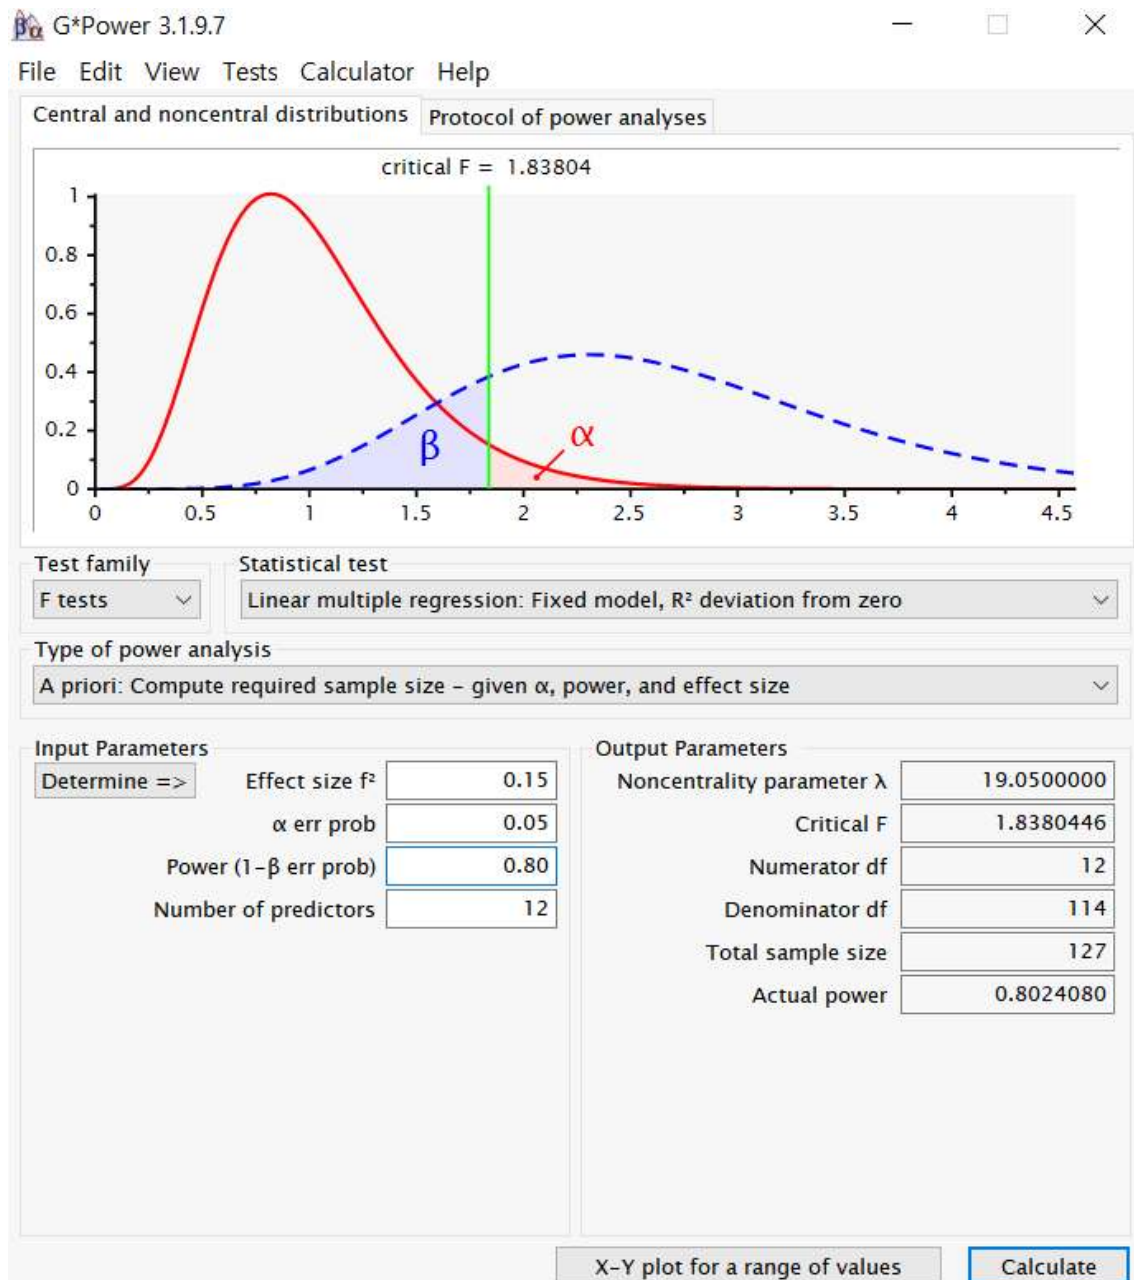 G*Power 3.1.9.7
File Edit View Tests Calculator Help
Central and noncentral distributions Protocol of power analyses
critical F = 1.83804
1
0.8
0.6
0.4
0.2
0
β
α
0 0.5 1 1.5 2 2.5 3 3.5 4 4.5
Test family Statistical test
F tests Linear multiple regression: Fixed model, R² deviation from zero
Type of power analysis
A priori: Compute required sample size – given α, power, and effect size
Input Parameters Output Parameters
Determine => Effect size f² 0.15 Noncentrality parameter λ 19.0500000
α err prob 0.05 Critical F 1.8380446
Power (1–β err prob) 0.80 Numerator df 12
Number of predictors 12 Denominator df 114
Total sample size 127
Actual power 0.8024080
X–Y plot for a range of values Calculate